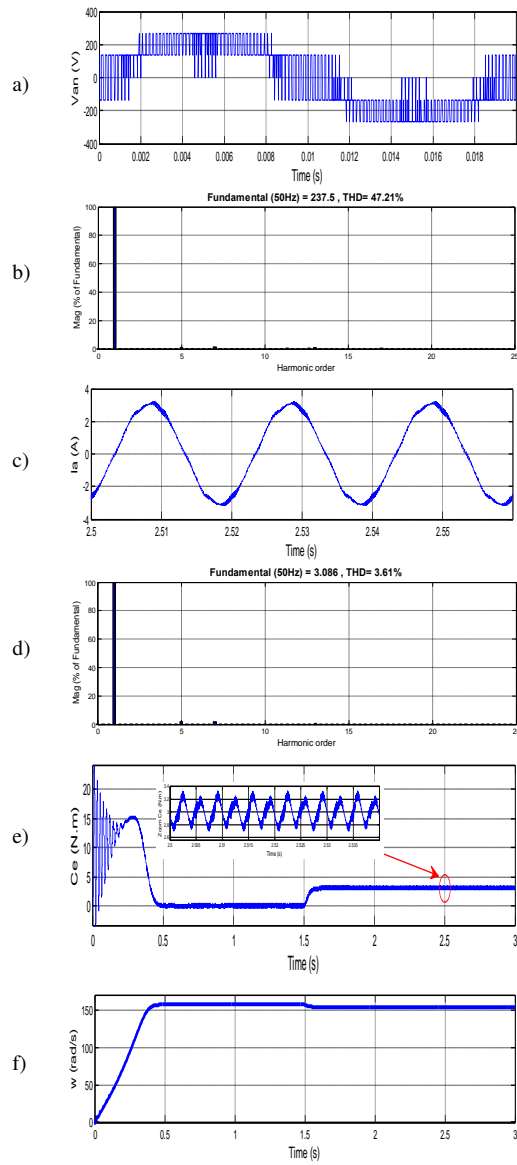 a)
Van (V)
400
200
0
-200
-400
0 0.002 0.004 0.006 0.008 0.01 0.012 0.014 0.016 0.018
Time (s)
b)
Fundamental (50Hz) = 237.5 , THD= 47.21%
Mag (% of Fundamental)
100
80
60
40
20
0
0 5 10 15 20 25
Harmonic order
c)
Ia (A)
4
2
0
-2
-4
2.5 2.51 2.52 2.53 2.54 2.55
Time (s)
d)
Fundamental (50Hz) = 3.086 , THD= 3.61%
Mag (% of Fundamental)
100
80
60
40
20
0
0 5 10 15 20 25
Harmonic order
e)
Ce (N.m)
20
15
10
5
0
Zoom Ce (N.m)
Time (s)
0 0.5 1 1.5 2 2.5 3
Time (s)
f)
w (rad/s)
150
100
50
0
0 0.5 1 1.5 2 2.5 3
Time (s)